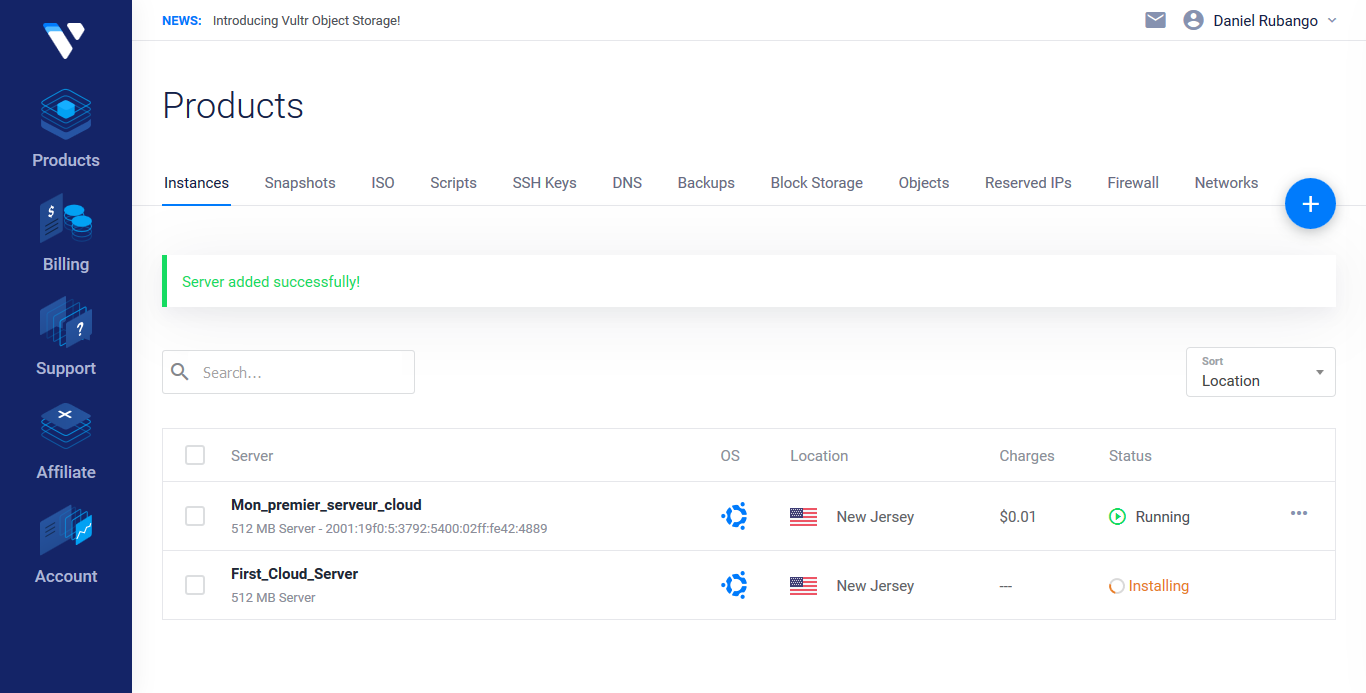 NEWS: Introducing Vultr Object Storage!
Daniel Rubango
Products
Billing
Support
Affiliate
Account
Products
Instances Snapshots ISO Scripts SSH Keys DNS Backups Block Storage Objects Reserved IPs Firewall Networks
+
Server added successfully!
Search...
Sort
Location
Server OS Location Charges Status
Mon_premier_serveur_cloud
512 MB Server - 2001:19f0:5:3792:5400:02ff:fe42:4889
New Jersey $0.01 Running
First_Cloud_Server
512 MB Server
New Jersey --- Installing